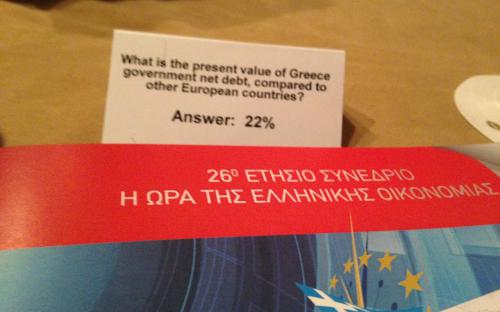 What is the present value of Greece
government net debt, compared to
other European countries?
Answer: 22%
26º ΕΤΗΣΙΟ ΣΥΝΕΔΡΙΟ
Η ΩΡΑ ΤΗΣ ΕΛΛΗΝΙΚΗΣ ΟΙΚΟΝΟΜΙΑΣ